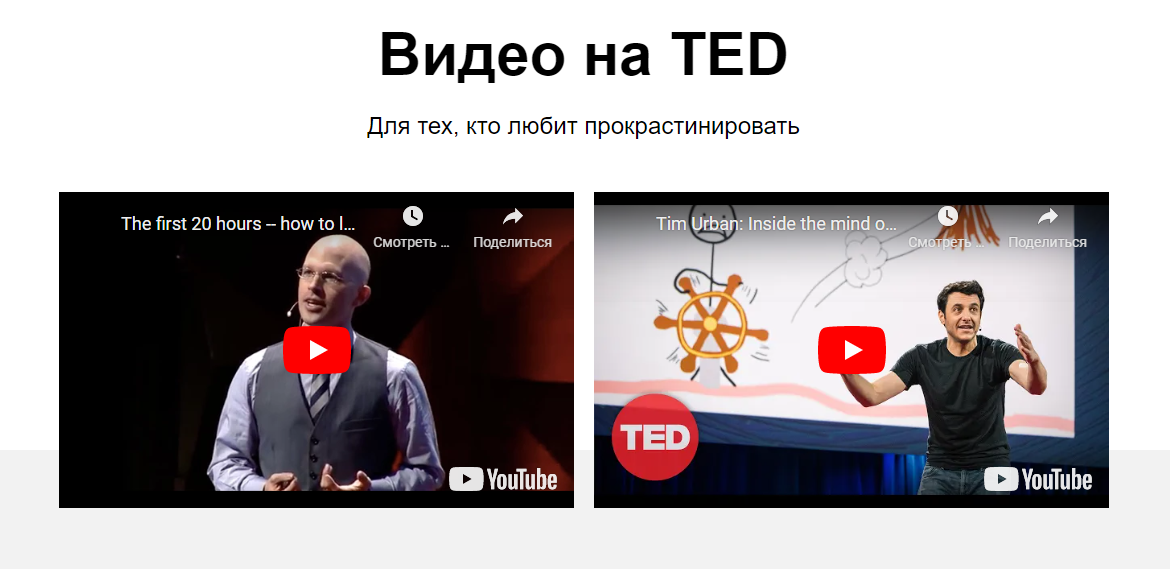 Видео на TED
Для тех, кто любит прокрастинировать
The first 20 hours -- how to l...
Смотреть ...
Поделиться
YouTube
Tim Urban: Inside the mind o...
Смотреть ...
Поделиться
TED
YouTube